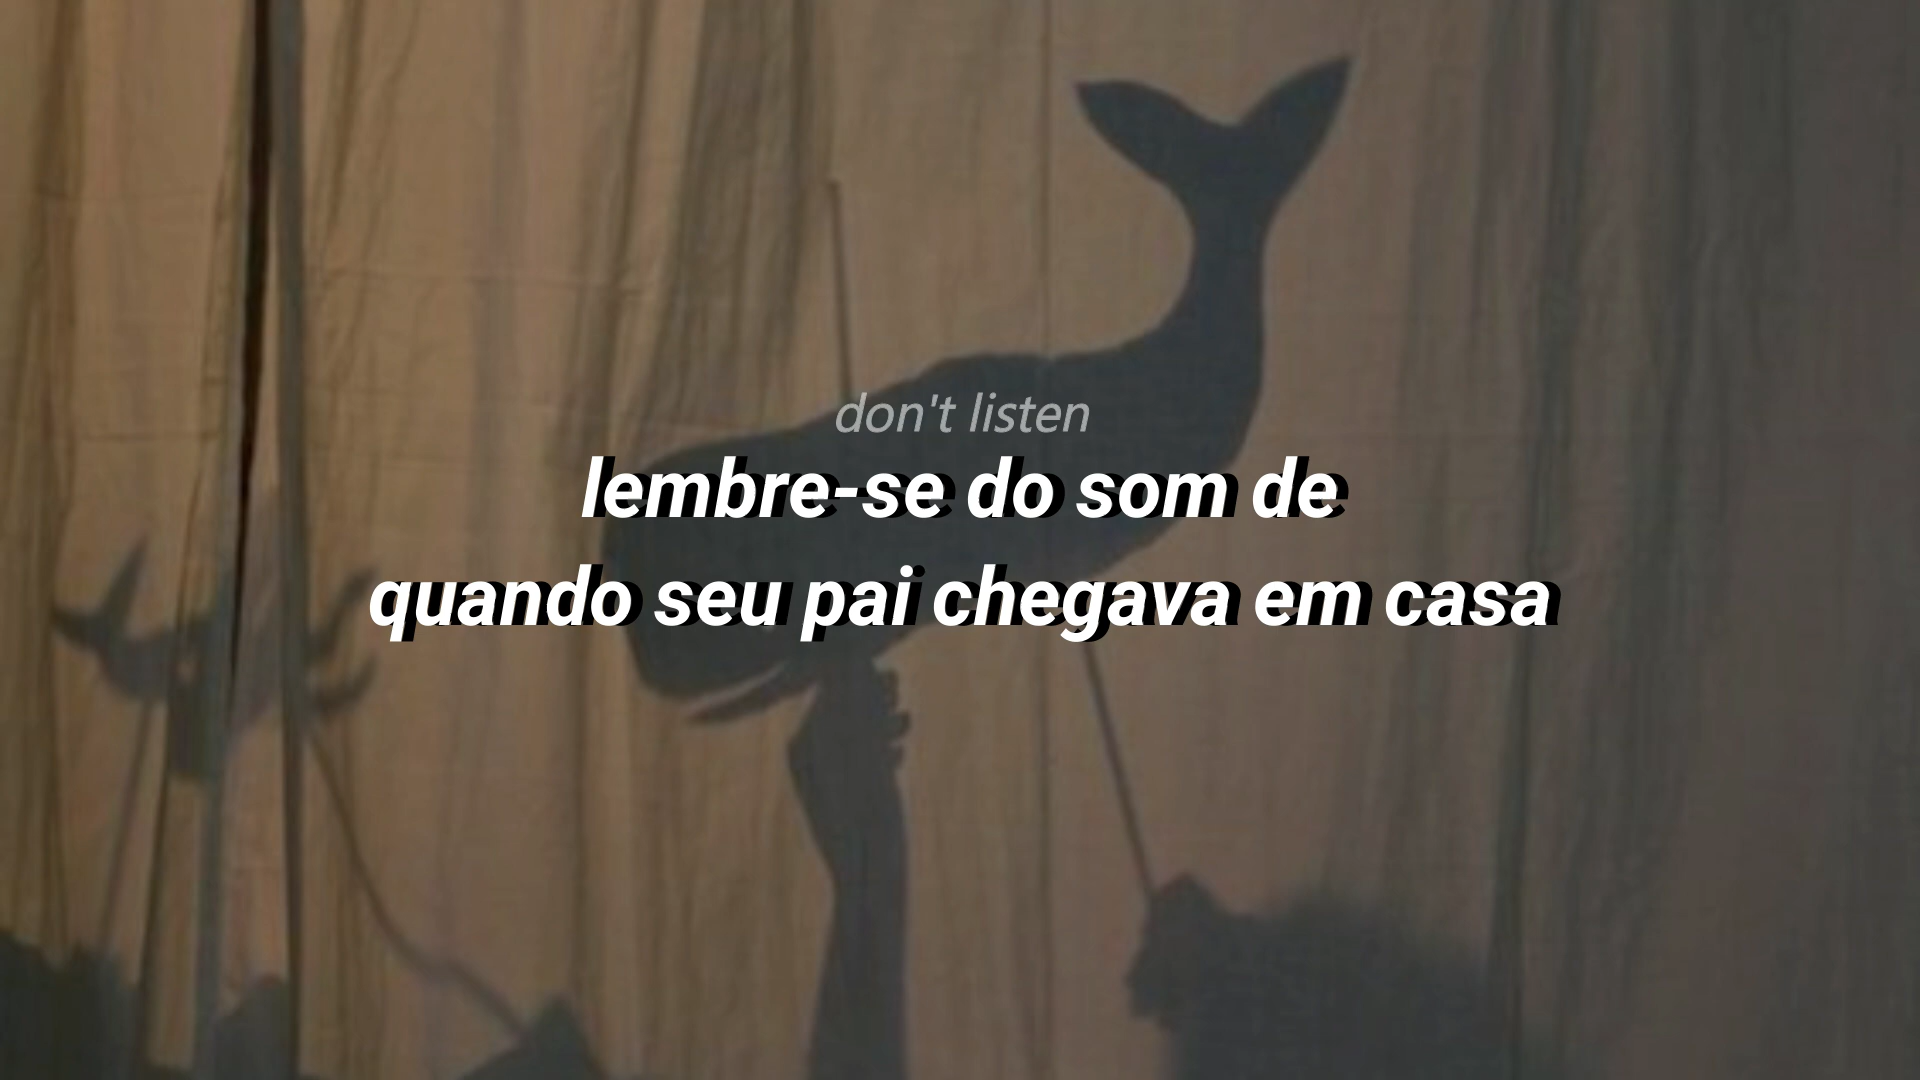 don't listen
lembre-se do som de
quando seu pai chegava em casa